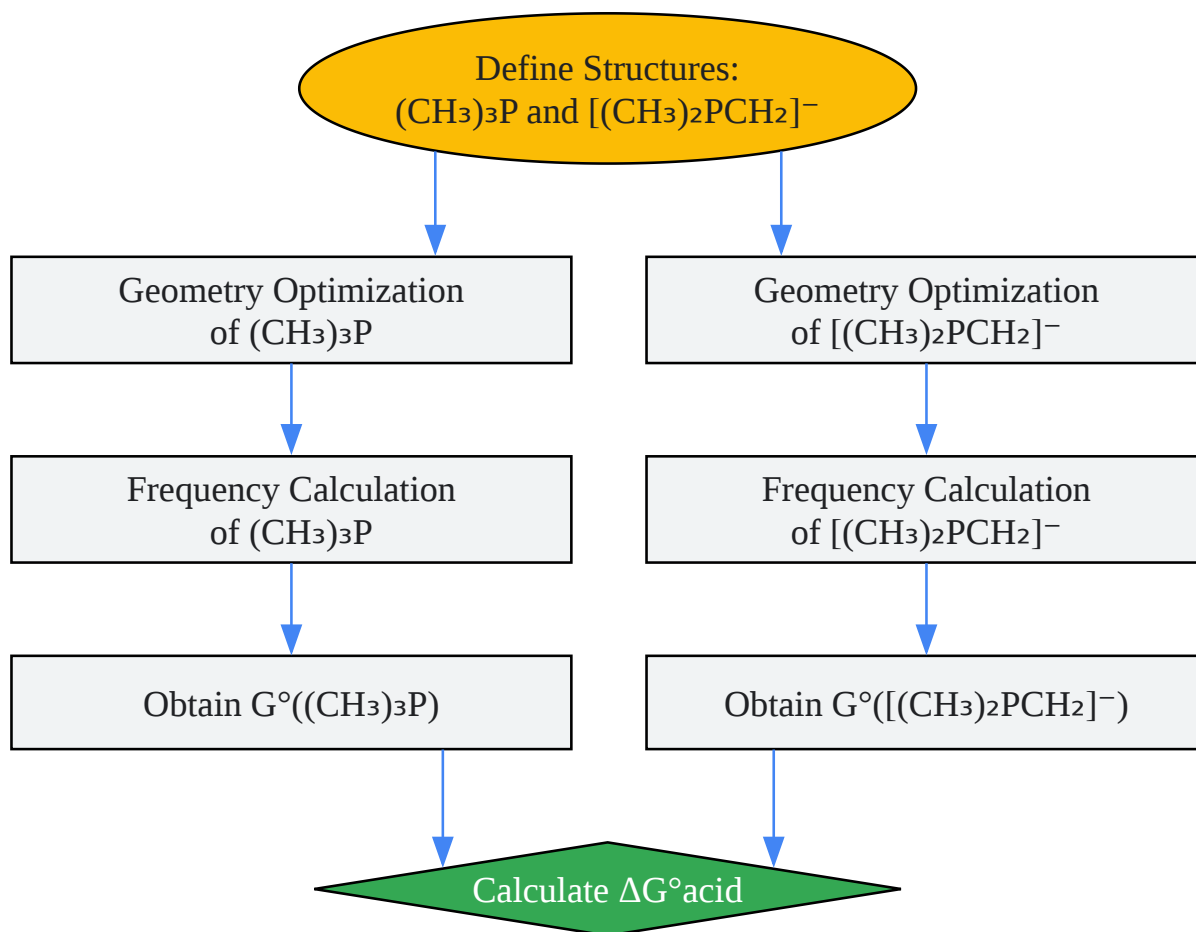 Define Structures:
(CH₃)₃P and [(CH₃)₂PCH₂]⁻
Geometry Optimization
of (CH₃)₃P
Geometry Optimization
of [(CH₃)₂PCH₂]⁻
Frequency Calculation
of (CH₃)₃P
Frequency Calculation
of [(CH₃)₂PCH₂]⁻
Obtain G°((CH₃)₃P)
Obtain G°([(CH₃)₂PCH₂]⁻)
Calculate ΔG°acid